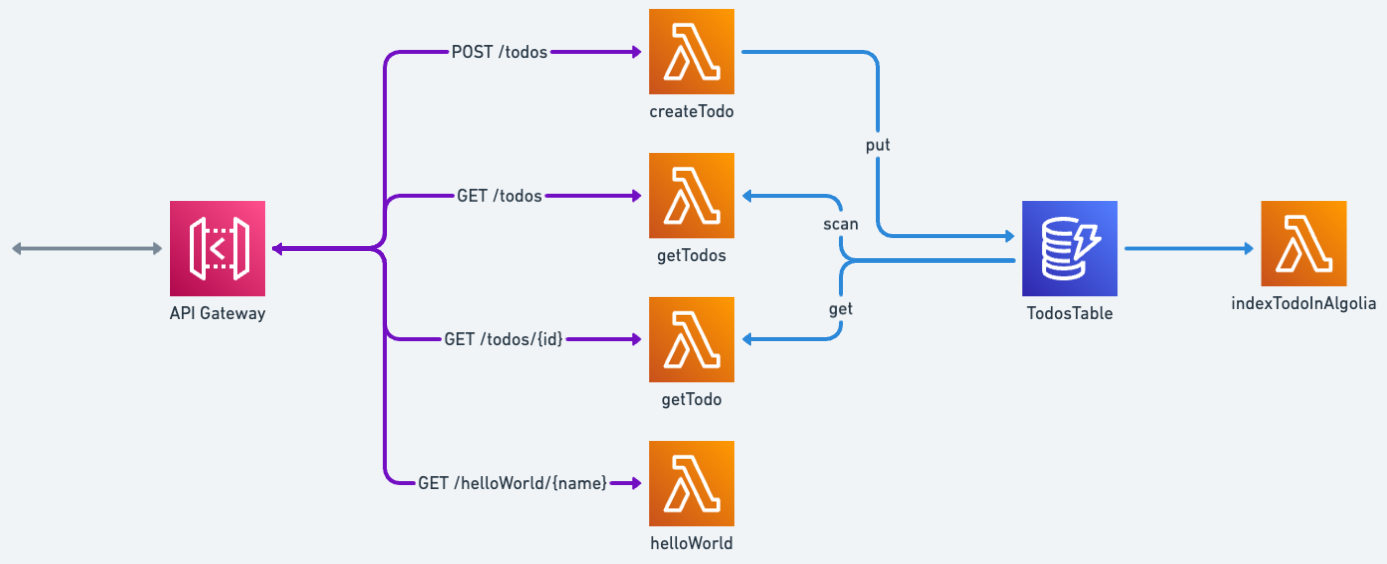 POST /todos
createTodo
put
GET /todos
getTodos
scan
API Gateway
GET /todos/{id}
getTodo
get
TodosTable
indexTodoInAlgolia
GET /helloWorld/{name}
helloWorld